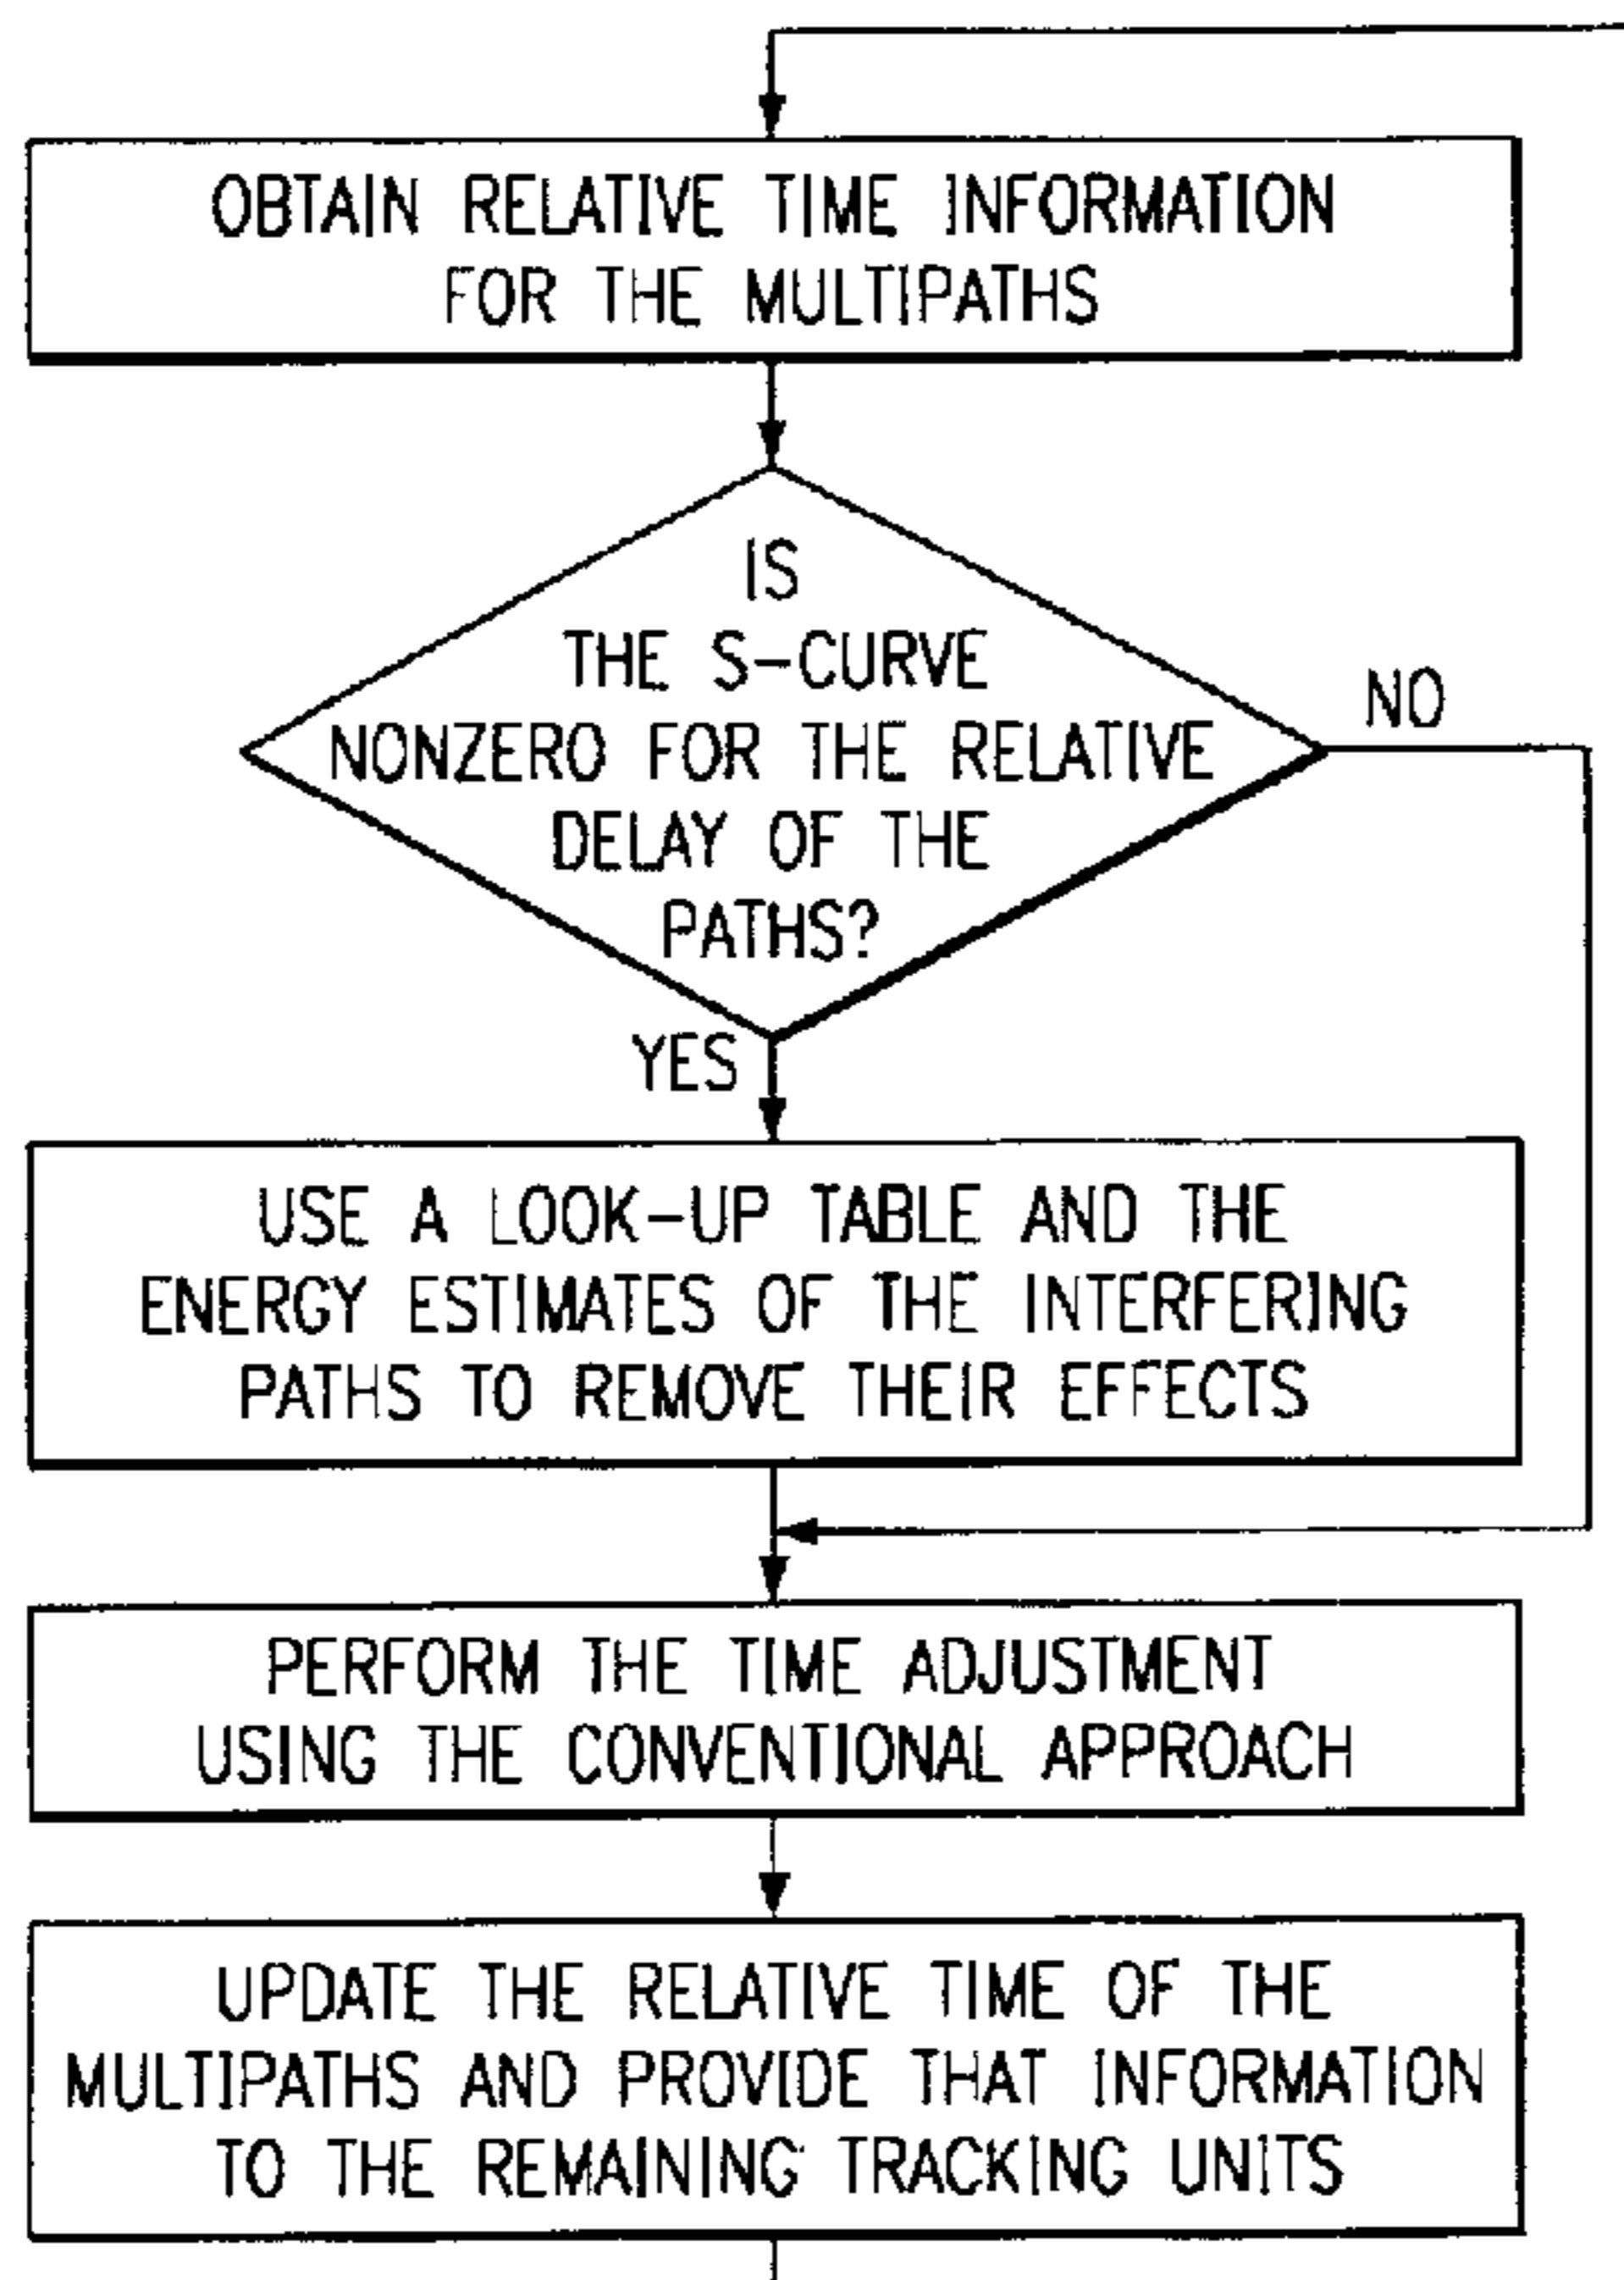 OBTAIN RELATIVE TIME INFORMATION
FOR THE MULTIPATHS
IS
THE S-CURVE
NONZERO FOR THE RELATIVE
DELAY OF THE
PATHS?
NO
YES
USE A LOOK-UP TABLE AND THE
ENERGY ESTIMATES OF THE INTERFERING
PATHS TO REMOVE THEIR EFFECTS
PERFORM THE TIME ADJUSTMENT
USING THE CONVENTIONAL APPROACH
UPDATE THE RELATIVE TIME OF THE
MULTIPATHS AND PROVIDE THAT INFORMATION
TO THE REMAINING TRACKING UNITS